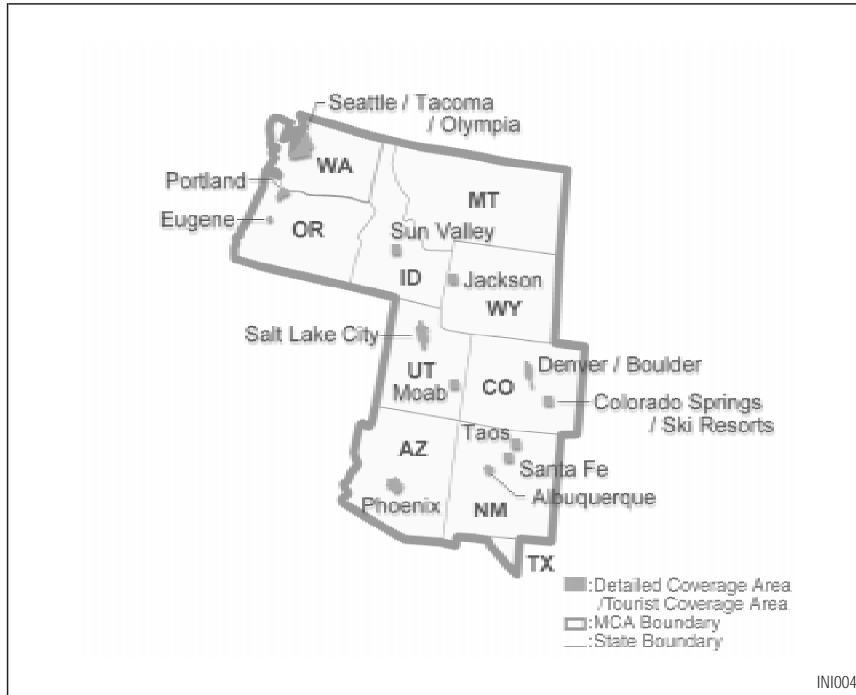 Seattle / Tacoma
/ Olympia
WA
Portland
MT
Eugene
OR
Sun Valley
ID
Jackson
WY
Salt Lake City
Denver / Boulder
UT
CO
Moab
Colorado Springs
/ Ski Resorts
Taos
AZ
Santa Fe
Albuquerque
Phoenix
NM
TX
:Detailed Coverage Area
/Tourist Coverage Area
:MCA Boundary
:State Boundary
INI004